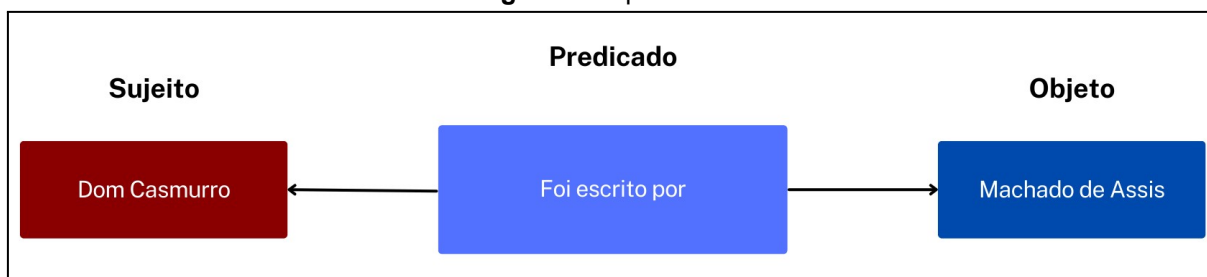 Predicado
Sujeito
Objeto
Dom Casmurro
Foi escrito por
Machado de Assis